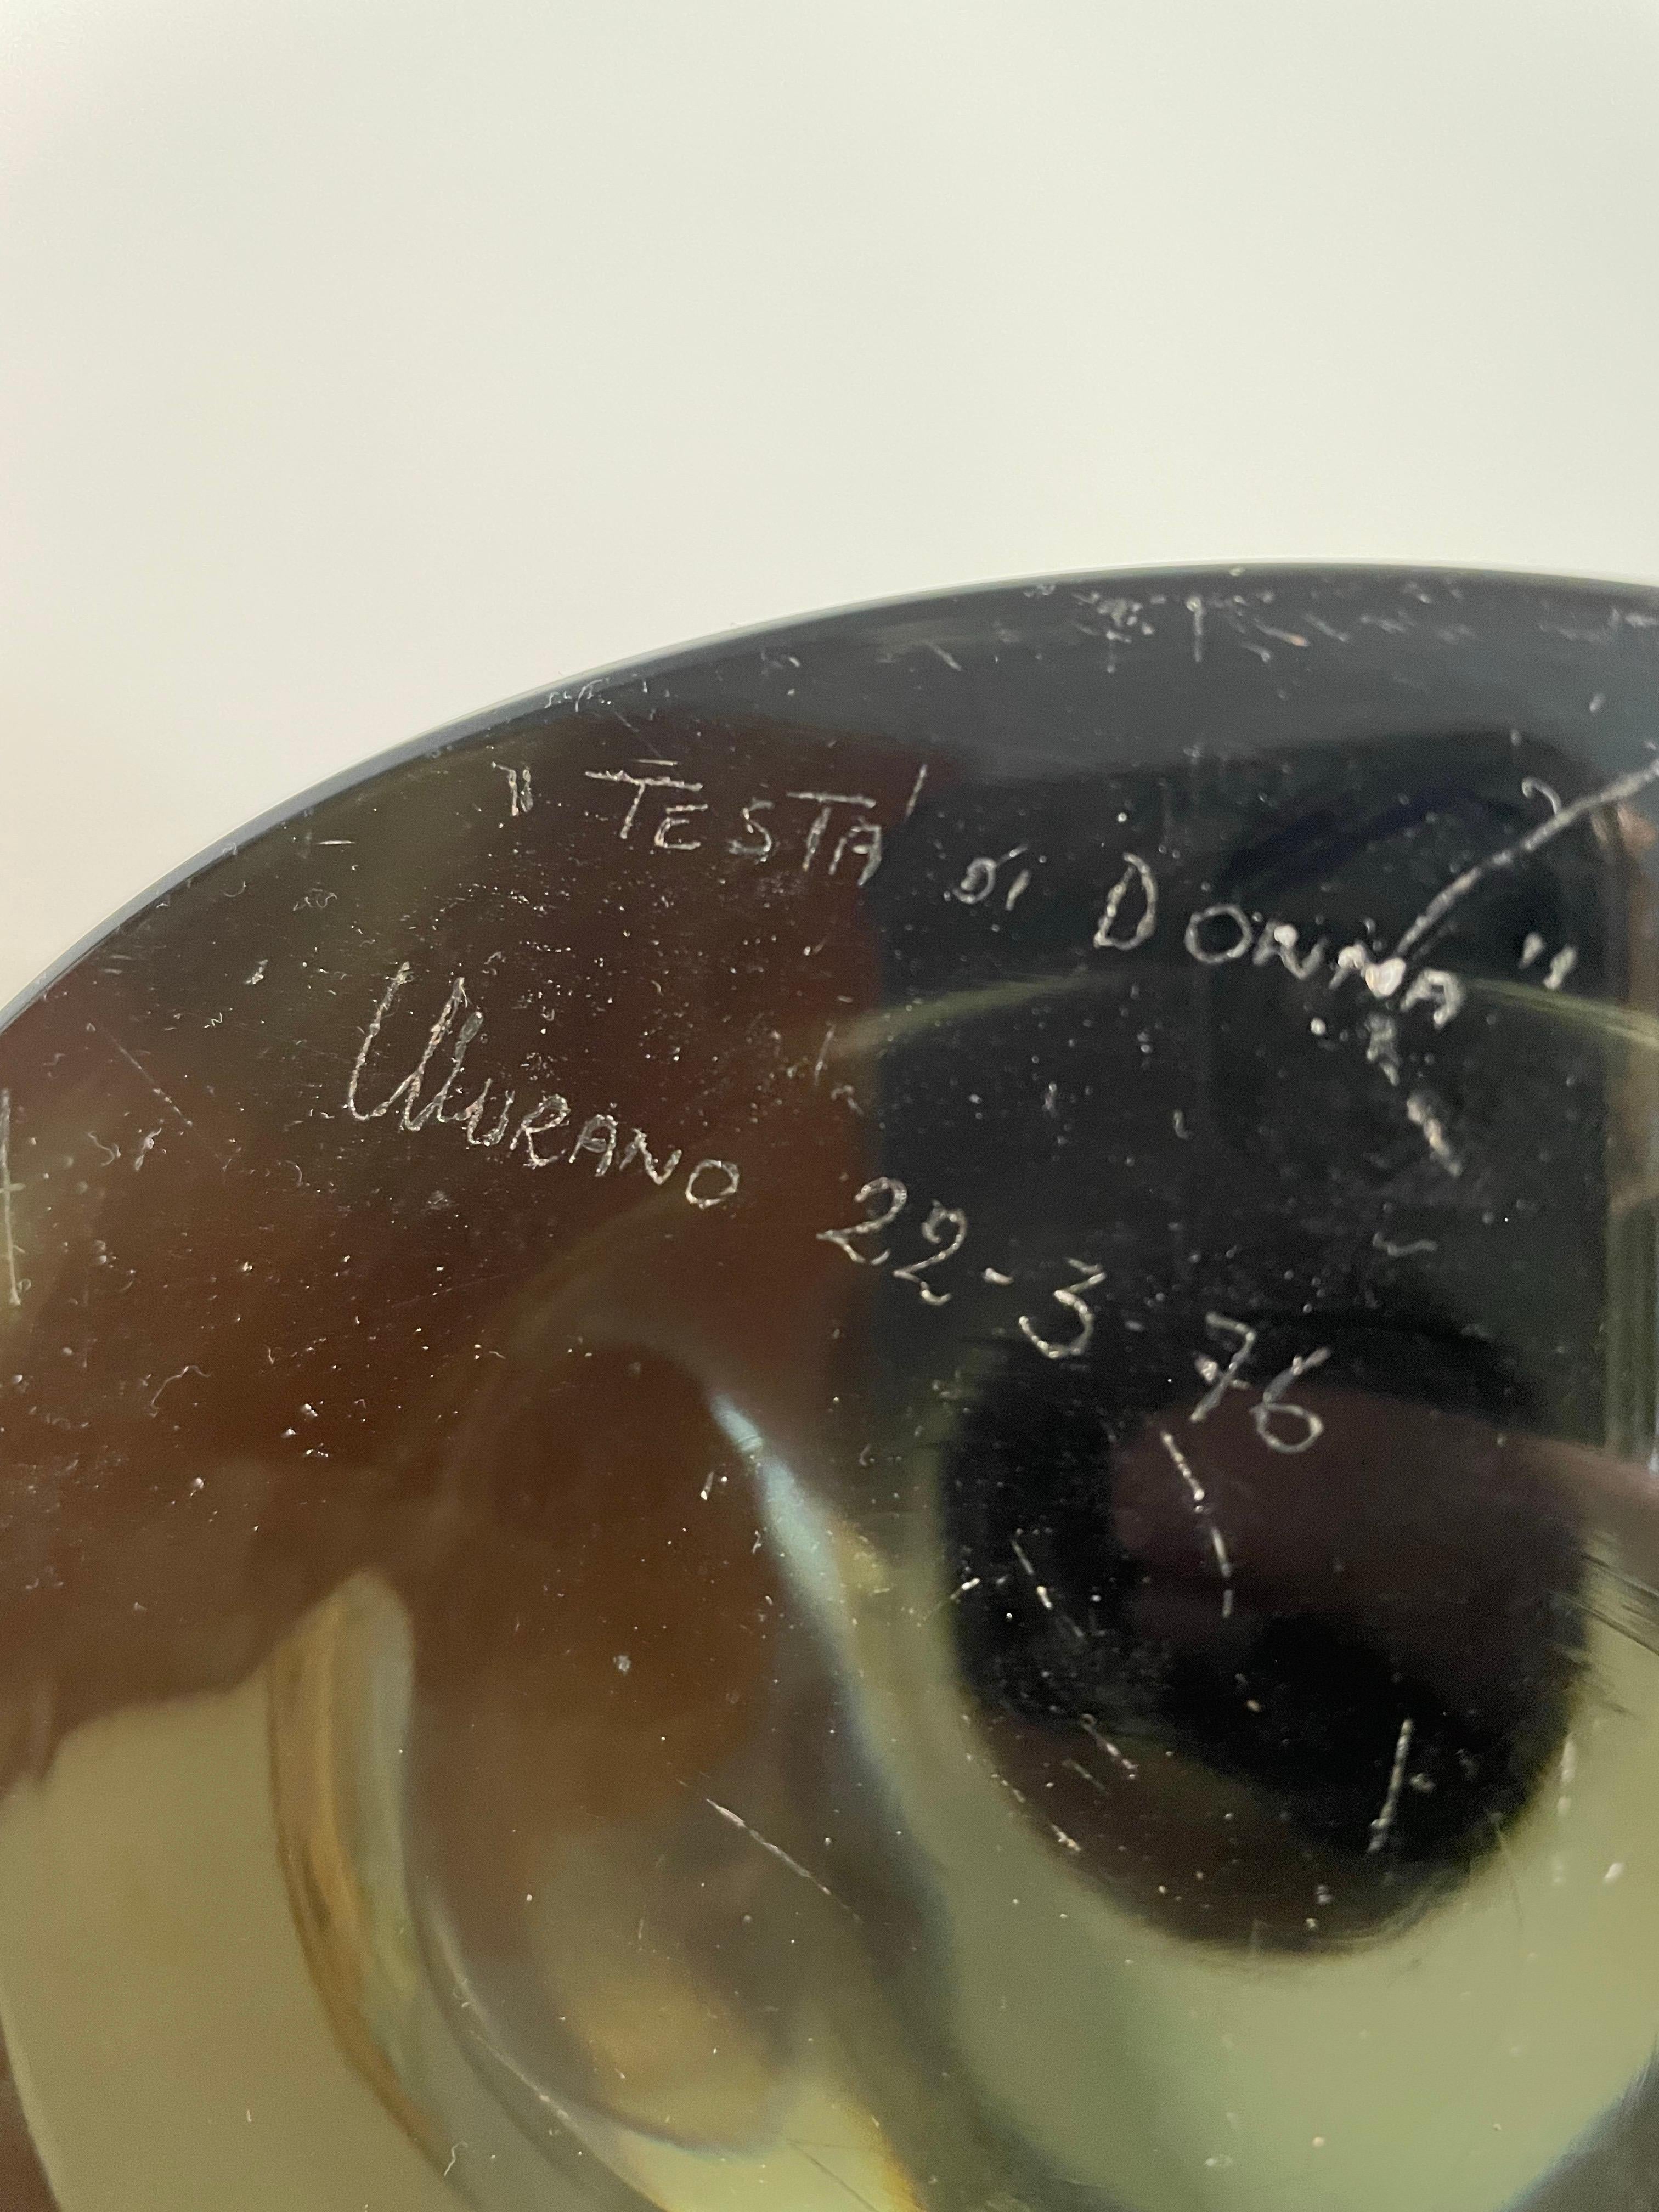 " TESTA di DONNA "
MURANO 22-3-76